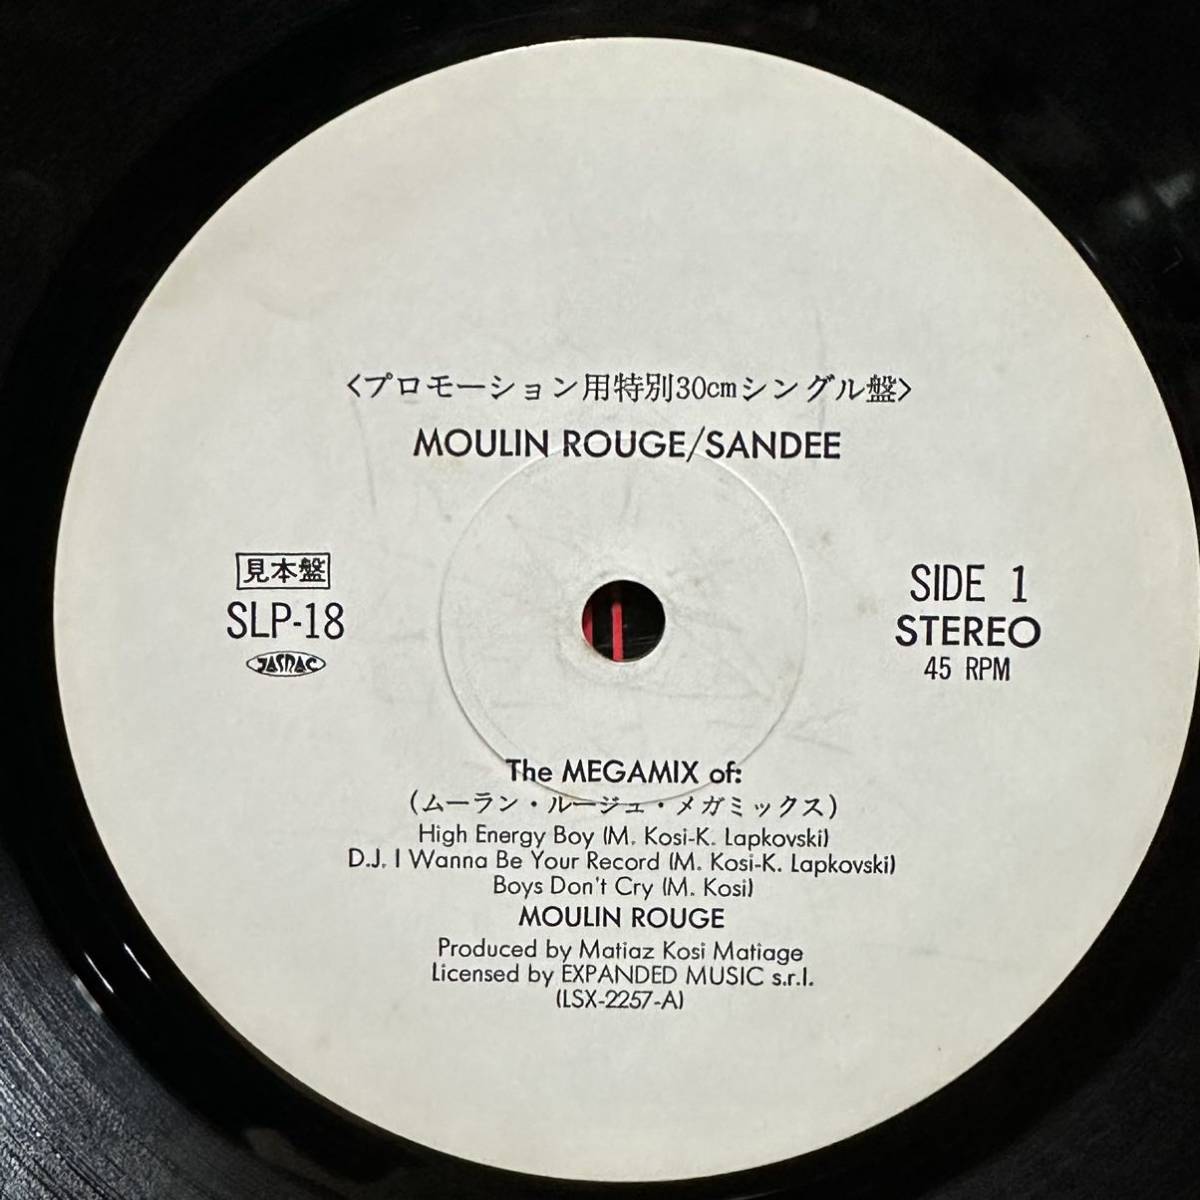 <プロモーション用特別30cmシングル盤>
MOULIN ROUGE/SANDEE
見本盤
SLP-18
JASRAC
SIDE 1
STEREO
45 RPM
The MEGAMIX of:
(ムーラン・ルージュ・メガミックス)
High Energy Boy (M. Kosi-K. Lapkovski)
D.J. I Wanna Be Your Record (M. Kosi-K. Lapkovski)
Boys Don't Cry (M. Kosi)
MOULIN ROUGE
Produced by Matiaz Kosi Matiage
Licensed by EXPANDED MUSIC s.r.l.
(LSX-2257-A)